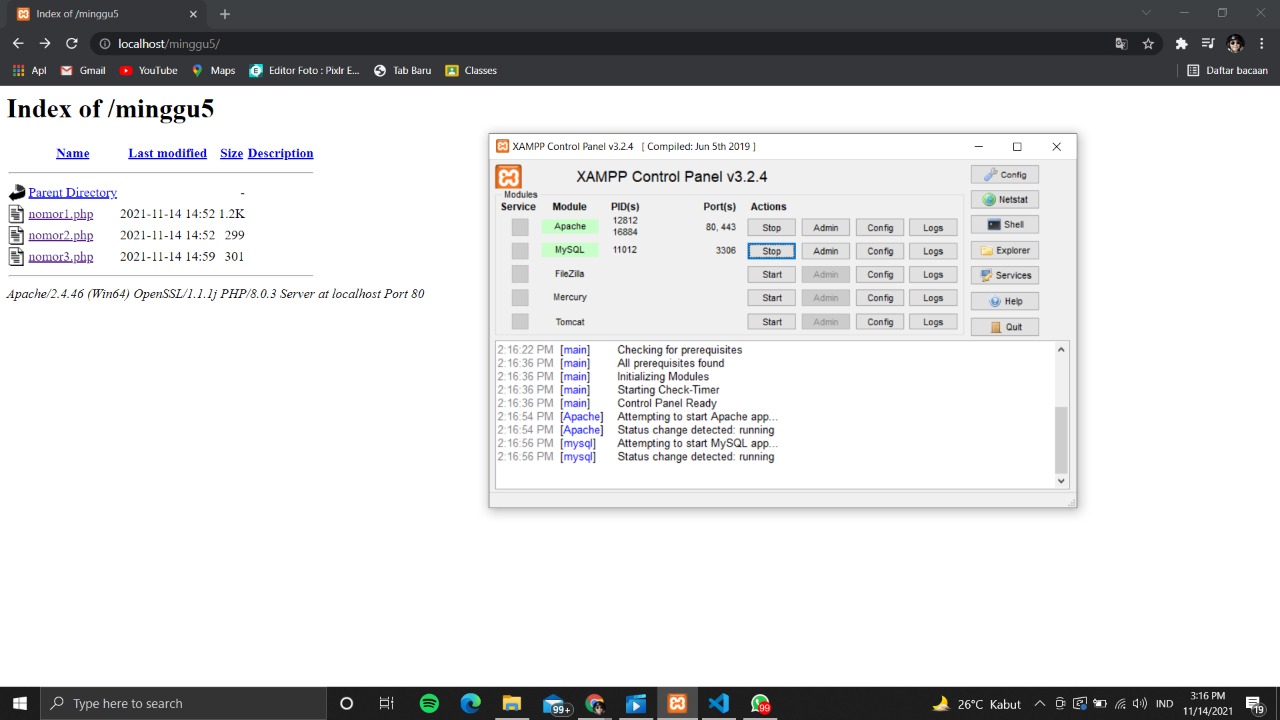 Index of /minggu5
localhost/minggu5/
Apl Gmail YouTube Maps Editor Foto : Pixlr E... Tab Baru Classes Daftar bacaan
Index of /minggu5
Name Last modified Size Description
Parent Directory -
nomor1.php 2021-11-14 14:52 1.2K
nomor2.php 2021-11-14 14:52 299
nomor3.php 2021-11-14 14:59 301
Apache/2.4.46 (Win64) OpenSSL/1.1.1j PHP/8.0.3 Server at localhost Port 80
XAMPP Control Panel v3.2.4 [ Compiled: Jun 5th 2019 ]
XAMPP Control Panel v3.2.4
Modules
Service Module PID(s) Port(s) Actions
Apache 12812 16884 80, 443 Stop Admin Config Logs
MySQL 11012 3306 Stop Admin Config Logs
FileZilla Start Admin Config Logs
Mercury Start Admin Config Logs
Tomcat Start Admin Config Logs
Config
Netstat
Shell
Explorer
Services
Help
Quit
2:16:22 PM [main] Checking for prerequisites
2:16:36 PM [main] All prerequisites found
2:16:36 PM [main] Initializing Modules
2:16:36 PM [main] Starting Check-Timer
2:16:36 PM [main] Control Panel Ready
2:16:54 PM [Apache] Attempting to start Apache app...
2:16:54 PM [Apache] Status change detected: running
2:16:56 PM [mysql] Attempting to start MySQL app...
2:16:56 PM [mysql] Status change detected: running
Type here to search
99+
99
26°C Kabut
IND
3:16 PM
11/14/2021
19